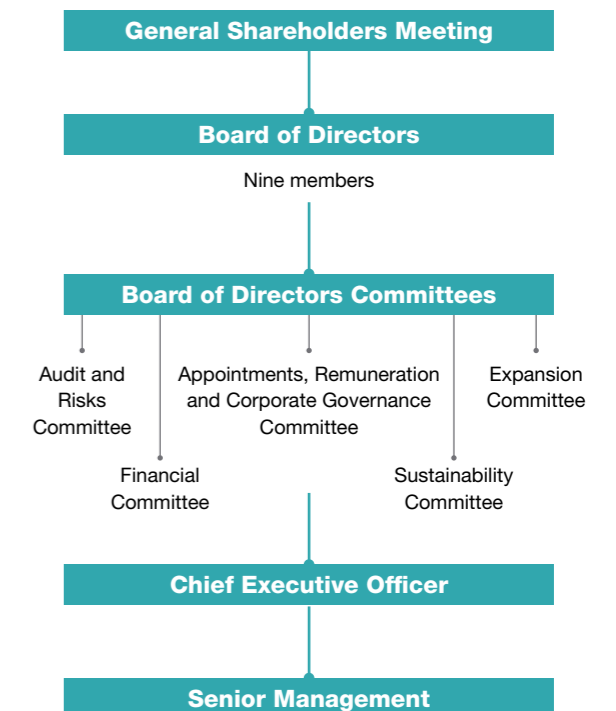 General Shareholders Meeting
Board of Directors
Nine members
Board of Directors Committees
Audit and
Risks
Committee
Financial
Committee
Appointments, Remuneration
and Corporate Governance
Committee
Sustainability
Committee
Expansion
Committee
Chief Executive Officer
Senior Management